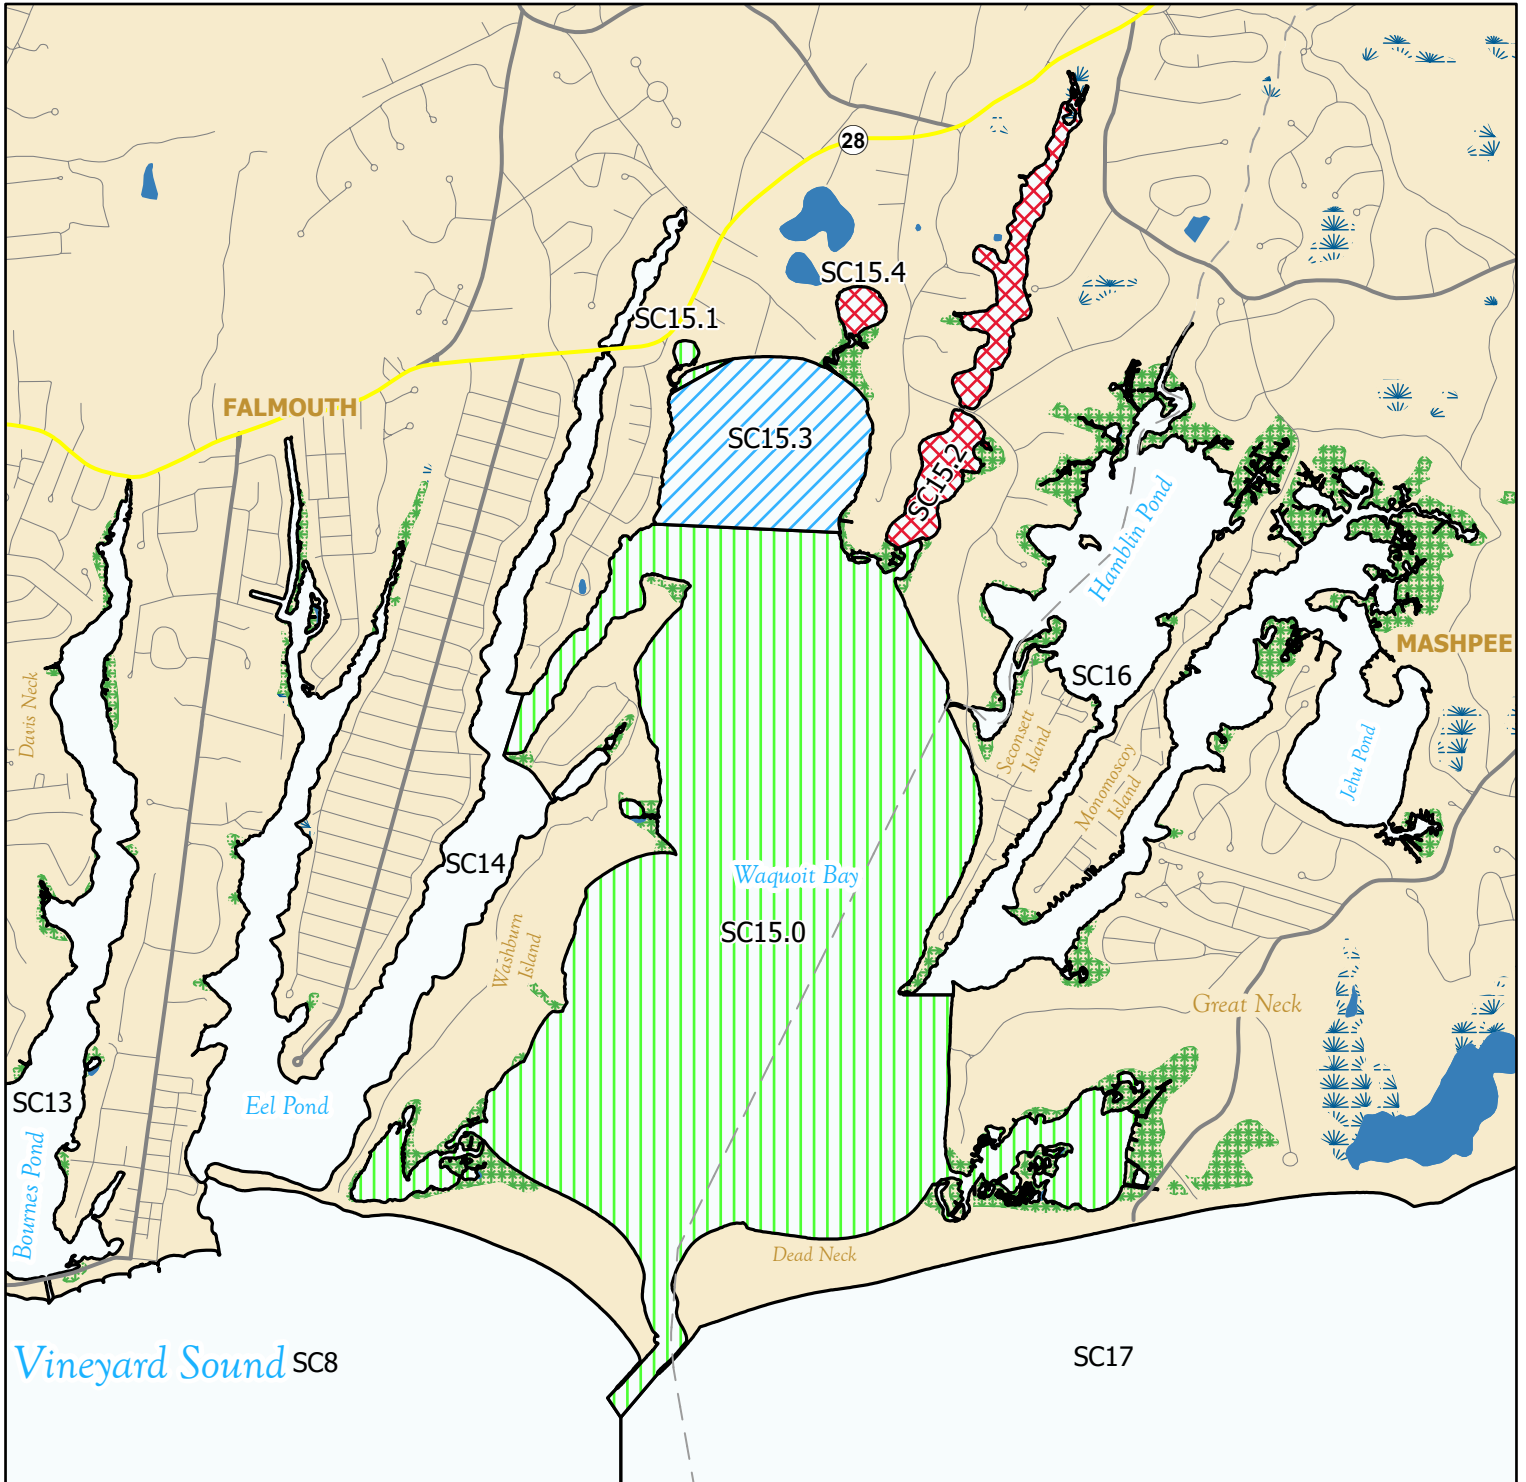 28
SC15.4
SC15.1
FALMOUTH
SC15.3
SC15.2
Hamblin Pond
MASHPEE
SC16
Davis Neck
Seconsett
Island
Monomoscoy
Island
Jehu Pond
SC14
Waquoit Bay
SC15.0
Washburn
Island
Great Neck
SC13
Eel Pond
Bournes Pond
Dead Neck
Vineyard Sound
SC8
SC17